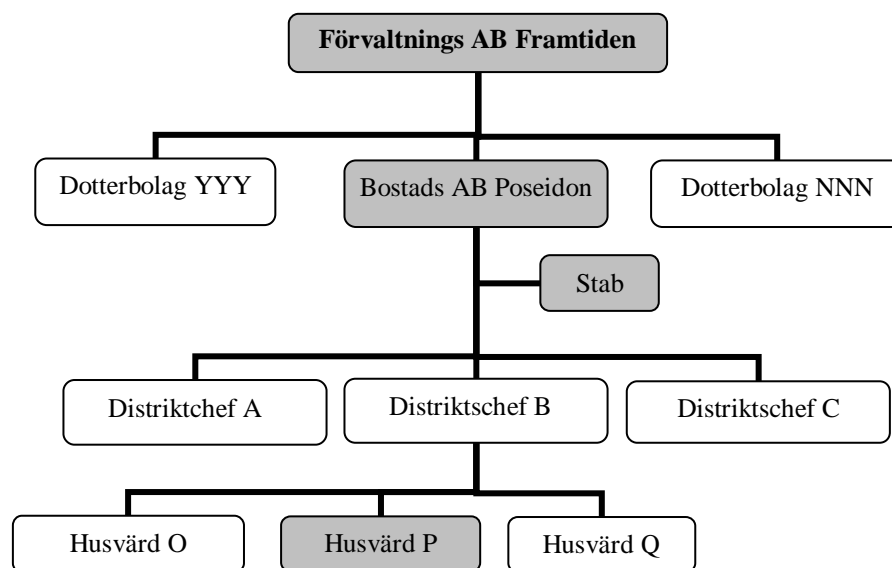 Förvaltnings AB Framtiden
Dotterbolag YYY
Bostads AB Poseidon
Dotterbolag NNN
Stab
Distriktchef A
Distriktschef B
Distriktschef C
Husvärd O
Husvärd P
Husvärd Q